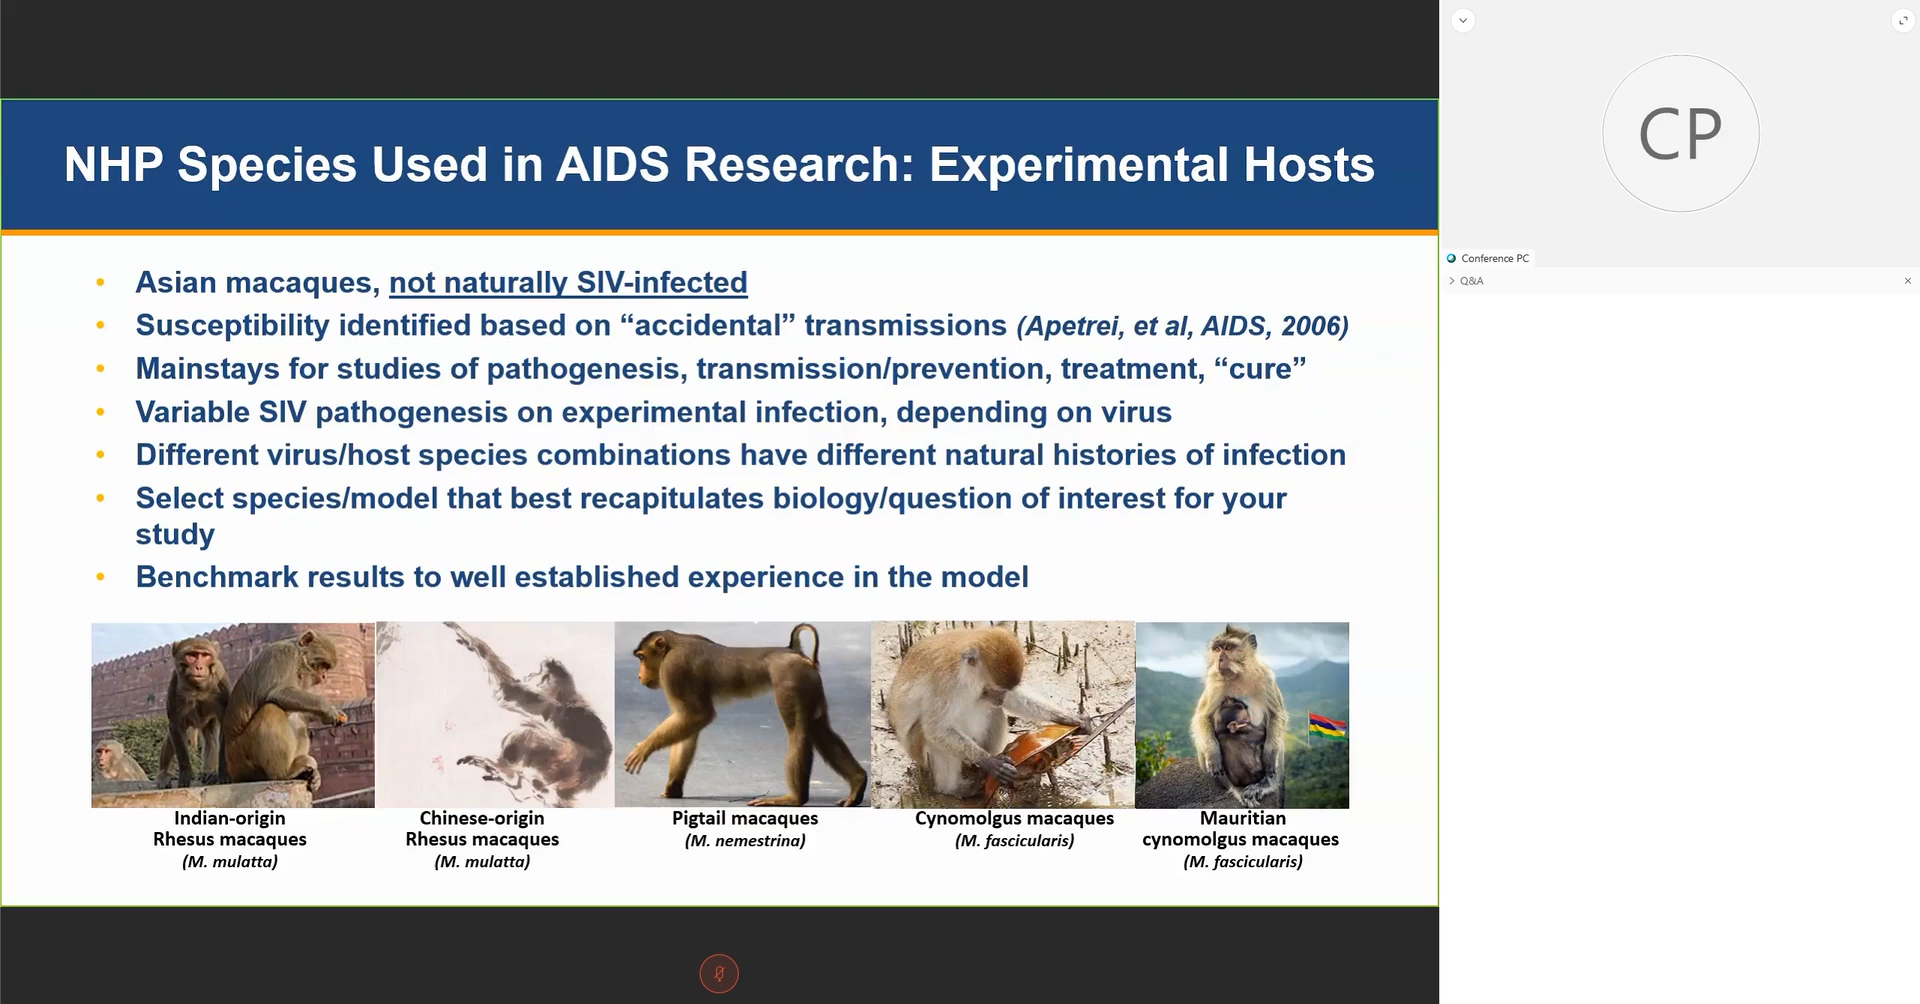 NHP Species Used in AIDS Research: Experimental Hosts
CP
Conference PC
Q&A
• Asian macaques, not naturally SIV-infected
• Susceptibility identified based on “accidental” transmissions (Apetrei, et al, AIDS, 2006)
• Mainstays for studies of pathogenesis, transmission/prevention, treatment, “cure”
• Variable SIV pathogenesis on experimental infection, depending on virus
• Different virus/host species combinations have different natural histories of infection
• Select species/model that best recapitulates biology/question of interest for your
study
• Benchmark results to well established experience in the model
Indian-origin
Rhesus macaques
(M. mulatta)
Chinese-origin
Rhesus macaques
(M. mulatta)
Pigtail macaques
(M. nemestrina)
Cynomolgus macaques
(M. fascicularis)
Mauritian
cynomolgus macaques
(M. fascicularis)